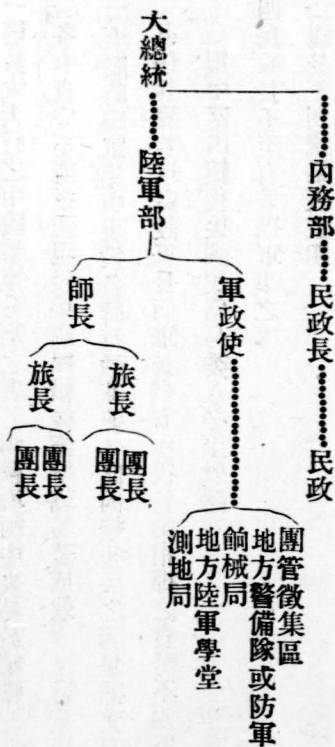 內務部
民政長
民政
大總統
陸軍部
軍政使
團管徵集區
地方警備隊或防軍
餉械局
地方陸軍學堂
測地局
師長
旅長
團長
團長
旅長
團長
團長